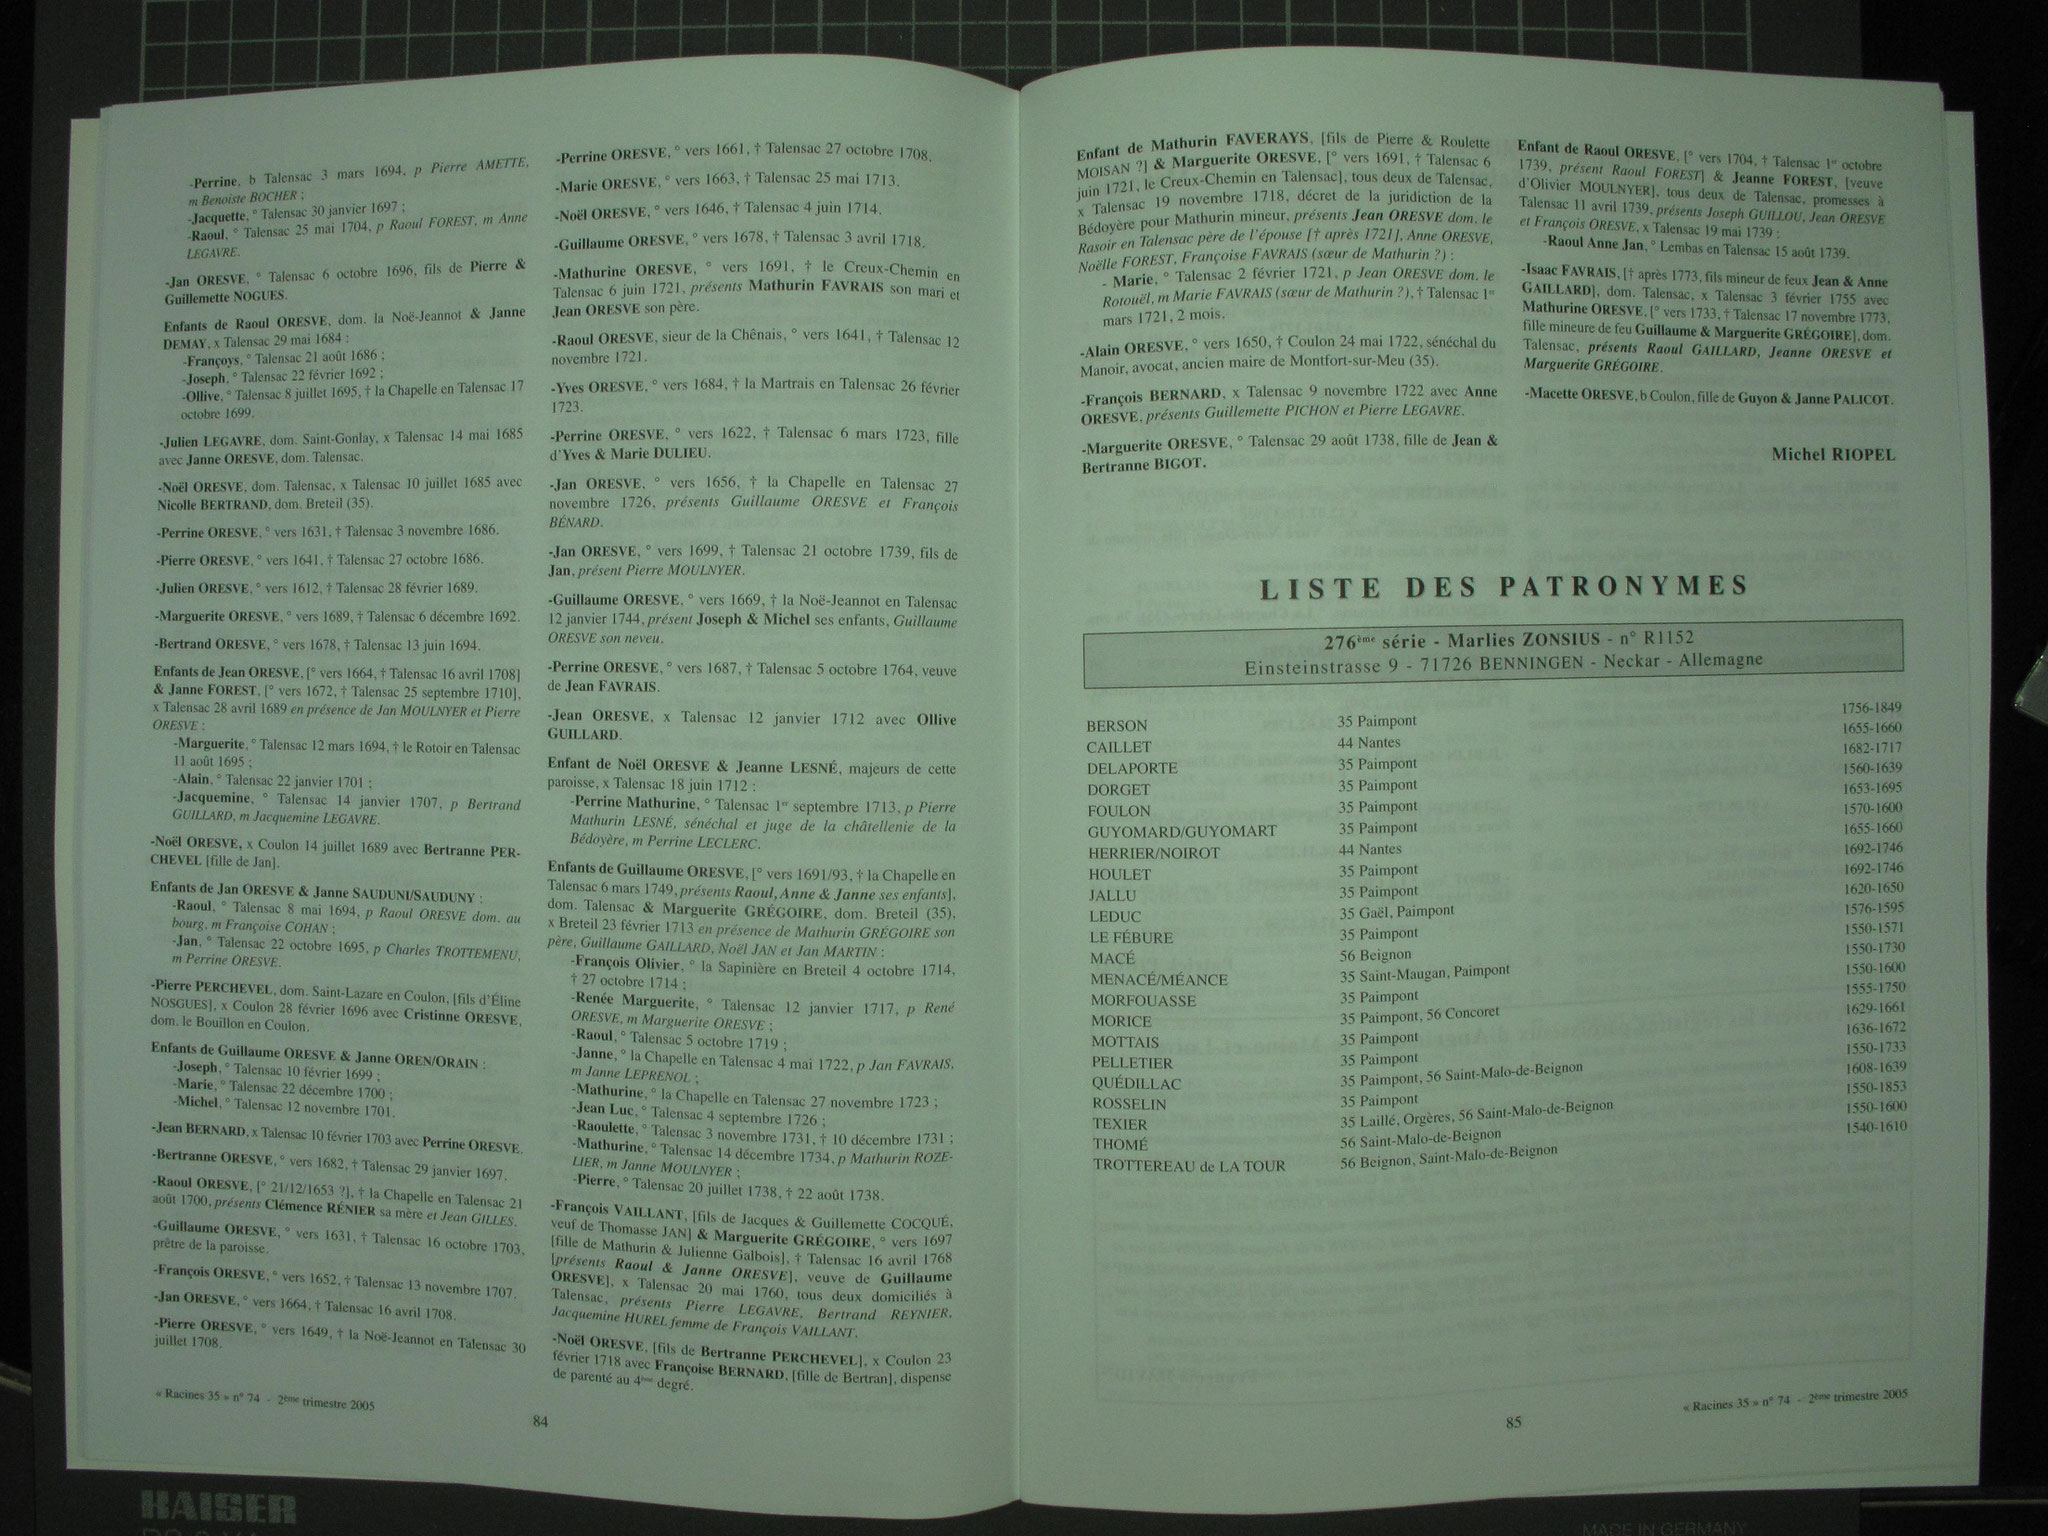 -Perrine, b Talensac 3 mars 1694, p Pierre AMETTE,
m Benoiste BOCHER ;
-Jacquette, ° Talensac 30 janvier 1697 ;
-Raoul, ° Talensac 25 mai 1704, p Raoul FOREST, m Anne
LEGAVRE.
-Jan ORESVE, ° Talensac 6 octobre 1696, fils de Pierre &
Guillemette NOGUES.
Enfants de Raoul ORESVE, dom. la Noë-Jeannot & Janne
DEMAY, x Talensac 29 mai 1684 :
-Françoys, ° Talensac 21 août 1686 ;
-Joseph, ° Talensac 22 février 1692 ;
-Ollive, ° Talensac 8 juillet 1695, † la Chapelle en Talensac 17
octobre 1699.
-Julien LEGAVRE, dom. Saint-Gonlay, x Talensac 14 mai 1685
avec Janne ORESVE, dom. Talensac.
-Noël ORESVE, dom. Talensac, x Talensac 10 juillet 1685 avec
Nicolle BERTRAND, dom. Breteil (35).
-Perrine ORESVE, ° vers 1631, † Talensac 3 novembre 1686.
-Pierre ORESVE, ° vers 1641, † Talensac 27 octobre 1686.
-Julien ORESVE, ° vers 1612, † Talensac 28 février 1689.
-Marguerite ORESVE, ° vers 1689, † Talensac 6 décembre 1692.
-Bertrand ORESVE, ° vers 1678, † Talensac 13 juin 1694.
Enfants de Jean ORESVE, [° vers 1664, † Talensac 16 avril 1708]
& Janne FOREST, [° vers 1672, † Talensac 25 septembre 1710],
x Talensac 28 avril 1689 en présence de Jan MOULNYER et Pierre
ORESVE :
-Marguerite, ° Talensac 12 mars 1694, † le Rotoir en Talensac
11 août 1695 ;
-Alain, ° Talensac 22 janvier 1701 ;
-Jacquemine, ° Talensac 14 janvier 1707, p Bertrand
GUILLARD, m Jacquemine LEGAVRE.
-Noël ORESVE, x Coulon 14 juillet 1689 avec Bertranne PER-
CHEVEL [fille de Jan].
Enfants de Jan ORESVE & Janne SAUDUNI/SAUDUNY :
-Raoul, ° Talensac 8 mai 1694, p Raoul ORESVE dom. au
bourg, m Françoise COHAN ;
-Jan, ° Talensac 22 octobre 1695, p Charles TROTTEMENU,
m Perrine ORESVE.
-Pierre PERCHEVEL, dom. Saint-Lazare en Coulon, [fils d'Éline
NOSGUES], x Coulon 28 février 1696 avec Cristinne ORESVE,
dom. le Bouillon en Coulon.
Enfants de Guillaume ORESVE & Janne OREN/ORAIN :
-Joseph, ° Talensac 10 février 1699 ;
-Marie, ° Talensac 22 décembre 1700 ;
-Michel, ° Talensac 12 novembre 1701.
-Jean BERNARD, x Talensac 10 février 1703 avec Perrine ORESVE.
-Bertranne ORESVE, ° vers 1682, † Talensac 29 janvier 1697.
-Raoul ORESVE, [° 21/12/1653 ?], † la Chapelle en Talensac 21
août 1700, présents Clémence RÉNIER sa mère et Jean GILLES.
-Guillaume ORESVE, ° vers 1631, † Talensac 16 octobre 1703,
prêtre de la paroisse.
-François ORESVE, ° vers 1652, † Talensac 13 novembre 1707.
-Jan ORESVE, ° vers 1664, † Talensac 16 avril 1708.
-Pierre ORESVE, ° vers 1649, † la Noë-Jeannot en Talensac 30
juillet 1708.
-Perrine ORESVE, ° vers 1661, † Talensac 27 octobre 1708.
-Marie ORESVE, ° vers 1663, † Talensac 25 mai 1713.
-Noël ORESVE, ° vers 1646, † Talensac 4 juin 1714.
-Guillaume ORESVE, ° vers 1678, † Talensac 3 avril 1718.
-Mathurine ORESVE, ° vers 1691, † le Creux-Chemin en
Talensac 6 juin 1721, présents Mathurin FAVRAIS son mari et
Jean ORESVE son père.
-Raoul ORESVE, sieur de la Chênais, ° vers 1641, † Talensac 12
novembre 1721.
-Yves ORESVE, ° vers 1684, † la Martrais en Talensac 26 février
1723.
-Perrine ORESVE, ° vers 1622, † Talensac 6 mars 1723, fille
d'Yves & Marie DULIEU.
-Jan ORESVE, ° vers 1656, † la Chapelle en Talensac 27
novembre 1726, présents Guillaume ORESVE et François
BÉNARD.
-Jan ORESVE, ° vers 1699, † Talensac 21 octobre 1739, fils de
Jan, présent Pierre MOULNYER.
-Guillaume ORESVE, ° vers 1669, † la Noë-Jeannot en Talensac
12 janvier 1744, présent Joseph & Michel ses enfants, Guillaume
ORESVE son neveu.
-Perrine ORESVE, ° vers 1687, † Talensac 5 octobre 1764, veuve
de Jean FAVRAIS.
-Jean ORESVE, x Talensac 12 janvier 1712 avec Ollive
GUILLARD.
Enfant de Noël ORESVE & Jeanne LESNÉ, majeurs de cette
paroisse, x Talensac 18 juin 1712 :
-Perrine Mathurine, ° Talensac 1er septembre 1713, p Pierre
Mathurin LESNÉ, sénéchal et juge de la châtellenie de la
Bédoyère, m Perrine LECLERC.
Enfants de Guillaume ORESVE, [° vers 1691/93, † la Chapelle en
Talensac 6 mars 1749, présents Raoul, Anne & Janne ses enfants],
dom. Talensac & Marguerite GRÉGOIRE, dom. Breteil (35),
x Breteil 23 février 1713 en présence de Mathurin GRÉGOIRE son
père, Guillaume GAILLARD, Noël JAN et Jan MARTIN :
-François Olivier, ° la Sapinière en Breteil 4 octobre 1714,
† 27 octobre 1714 ;
-Renée Marguerite, ° Talensac 12 janvier 1717, p René
ORESVE, m Marguerite ORESVE ;
-Raoul, ° Talensac 5 octobre 1719 ;
-Janne, ° la Chapelle en Talensac 4 mai 1722, p Jan FAVRAIS,
m Janne LEPRENOL ;
-Mathurine, ° la Chapelle en Talensac 27 novembre 1723 ;
-Jean Luc, ° Talensac 4 septembre 1726 ;
-Raoulette, ° Talensac 3 novembre 1731, † 10 décembre 1731 ;
-Mathurine, ° Talensac 14 décembre 1734, p Mathurin ROZE-
LIER, m Janne MOULNYER ;
-Pierre, ° Talensac 20 juillet 1738, † 22 août 1738.
-François VAILLANT, [fils de Jacques & Guillemette COCQUÉ,
veuf de Thomasse JAN] & Marguerite GRÉGOIRE, ° vers 1697
[fille de Mathurin & Julienne Galbois], † Talensac 16 avril 1768
[présents Raoul & Janne ORESVE], veuve de Guillaume
ORESVE], x Talensac 20 mai 1760, tous deux domiciliés à
Talensac, présents Pierre LEGAVRE, Bertrand REYNIER,
Jacquemine HUREL femme de François VAILLANT.
-Noël ORESVE, [fils de Bertranne PERCHEVEL], x Coulon 23
février 1718 avec Françoise BERNARD, [fille de Bertran], dispense
de parenté au 4ème degré.
« Racines 35 » n° 74 - 2ème trimestre 2005
84
Enfant de Mathurin FAVERAYS, [fils de Pierre & Roulette
MOISAN ?] & Marguerite ORESVE, [° vers 1691, † Talensac 6
juin 1721, le Creux-Chemin en Talensac], tous deux de Talensac,
x Talensac 19 novembre 1718, décret de la juridiction de la
Bédoyère pour Mathurin mineur, présents Jean ORESVE dom. le
Rasoir en Talensac père de l'épouse [† après 1721], Anne ORESVE,
Noëlle FOREST, Françoise FAVRAIS (sœur de Mathurin ?) :
- Marie, ° Talensac 2 février 1721, p Jean ORESVE dom. le
Rotouël, m Marie FAVRAIS (sœur de Mathurin ?), † Talensac 1er
mars 1721, 2 mois.
-Alain ORESVE, ° vers 1650, † Coulon 24 mai 1722, sénéchal du
Manoir, avocat, ancien maire de Montfort-sur-Meu (35).
-François BERNARD, x Talensac 9 novembre 1722 avec Anne
ORESVE, présents Guillemette PICHON et Pierre LEGAVRE.
-Marguerite ORESVE, ° Talensac 29 août 1738, fille de Jean &
Bertranne BIGOT.
Enfant de Raoul ORESVE, [° vers 1704, † Talensac 1er octobre
1739, présent Raoul FOREST] & Jeanne FOREST, [veuve
d'Olivier MOULNYER], tous deux de Talensac, promesses à
Talensac 11 avril 1739, présents Joseph GUILLOU, Jean ORESVE
et François ORESVE, x Talensac 19 mai 1739 :
-Raoul Anne Jan, ° Lembas en Talensac 15 août 1739.
-Isaac FAVRAIS, [† après 1773, fils mineur de feux Jean & Anne
GAILLARD], dom. Talensac, x Talensac 3 février 1755 avec
Mathurine ORESVE, [° vers 1733, † Talensac 17 novembre 1773,
fille mineure de feu Guillaume & Marguerite GRÉGOIRE], dom.
Talensac, présents Raoul GAILLARD, Jeanne ORESVE et
Marguerite GRÉGOIRE.
-Macette ORESVE, b Coulon, fille de Guyon & Janne PALICOT.
Michel RIOPEL
LISTE DES PATRONYMES
276ème série - Marlies ZONSIUS - n° R1152
Einsteinstrasse 9 - 71726 BENNINGEN - Neckar - Allemagne
BERSON 35 Paimpont 1756-1849
CAILLET 44 Nantes 1655-1660
DELAPORTE 35 Paimpont 1682-1717
DORGET 35 Paimpont 1560-1639
FOULON 35 Paimpont 1653-1695
GUYOMARD/GUYOMART 35 Paimpont 1570-1600
HERRIER/NOIROT 44 Nantes 1655-1660
HOULET 35 Paimpont 1692-1746
JALLU 35 Paimpont 1692-1746
LEDUC 35 Gaël, Paimpont 1620-1650
LE FÉBURE 35 Paimpont 1576-1595
MACÉ 56 Beignon 1550-1571
MENACÉ/MÉANCE 35 Saint-Maugan, Paimpont 1550-1730
MORFOUASSE 35 Paimpont 1550-1600
MORICE 35 Paimpont, 56 Concoret 1555-1750
MOTTAIS 35 Paimpont 1629-1661
PELLETIER 35 Paimpont 1636-1672
QUÉDILLAC 35 Paimpont, 56 Saint-Malo-de-Beignon 1550-1733
ROSSELIN 35 Paimpont 1608-1639
TEXIER 35 Laillé, Orgères, 56 Saint-Malo-de-Beignon 1550-1853
THOMÉ 56 Saint-Malo-de-Beignon 1550-1600
TROTTEREAU de LA TOUR 56 Beignon, Saint-Malo-de-Beignon 1540-1610
« Racines 35 » n° 74 - 2ème trimestre 2005
85
KAISER
MADE IN GERMANY